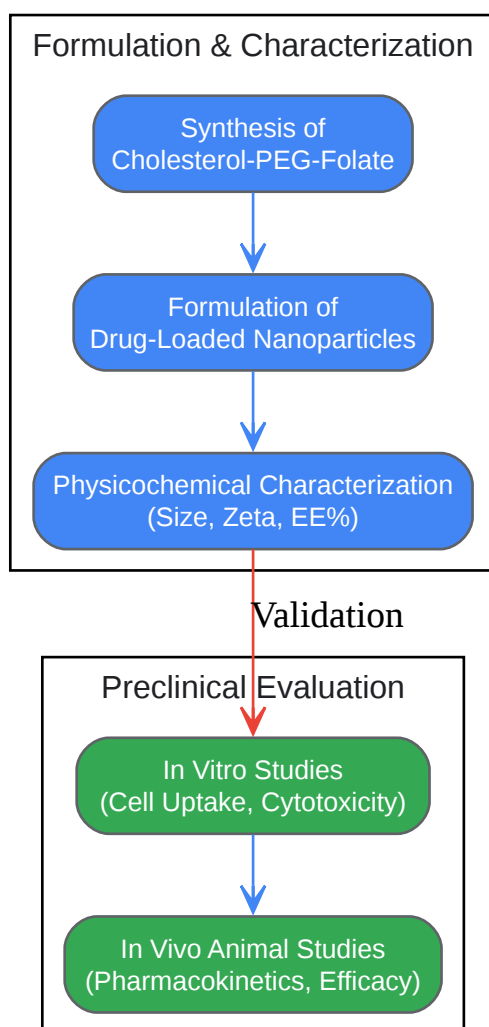 Formulation & Characterization
Synthesis of
Cholesterol-PEG-Folate
Formulation of
Drug-Loaded Nanoparticles
Physicochemical Characterization
(Size, Zeta, EE%)
Validation
Preclinical Evaluation
In Vitro Studies
(Cell Uptake, Cytotoxicity)
In Vivo Animal Studies
(Pharmacokinetics, Efficacy)